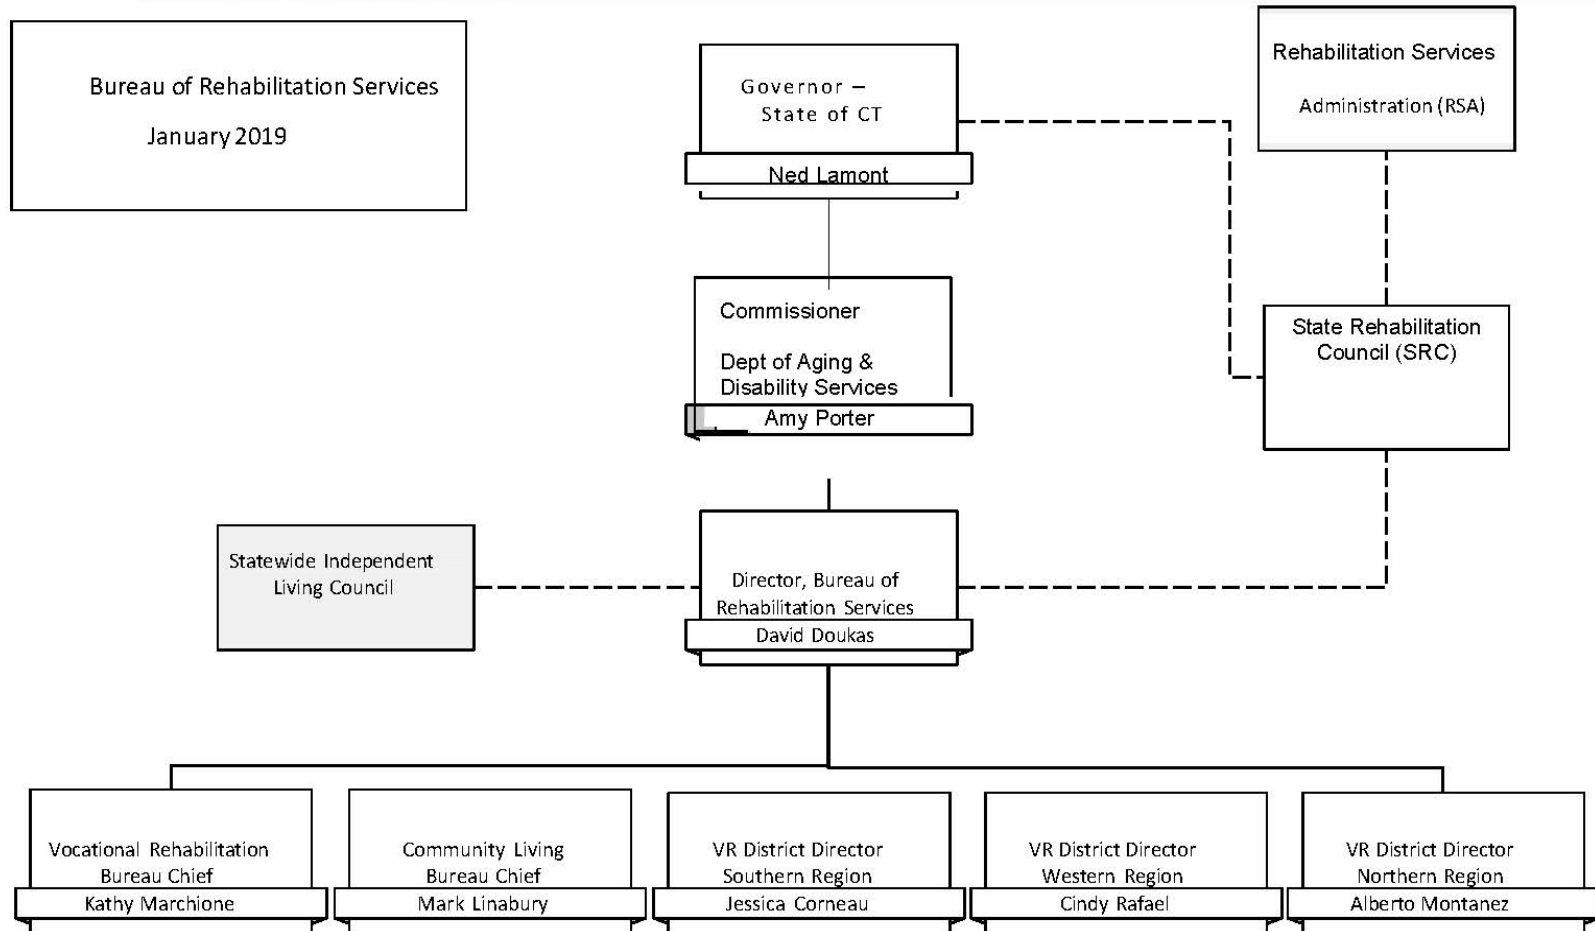 Bureau of Rehabilitation Services
January 2019
Governor –
State of CT
Ned Lamont
Rehabilitation Services
Administration (RSA)
Commissioner
Dept of Aging &
Disability Services
Amy Porter
State Rehabilitation
Council (SRC)
Statewide Independent
Living Council
Director, Bureau of
Rehabilitation Services
David Doukas
Vocational Rehabilitation
Bureau Chief
Kathy Marchione
Community Living
Bureau Chief
Mark Linabury
VR District Director
Southern Region
Jessica Corneau
VR District Director
Western Region
Cindy Rafael
VR District Director
Northern Region
Alberto Montanez